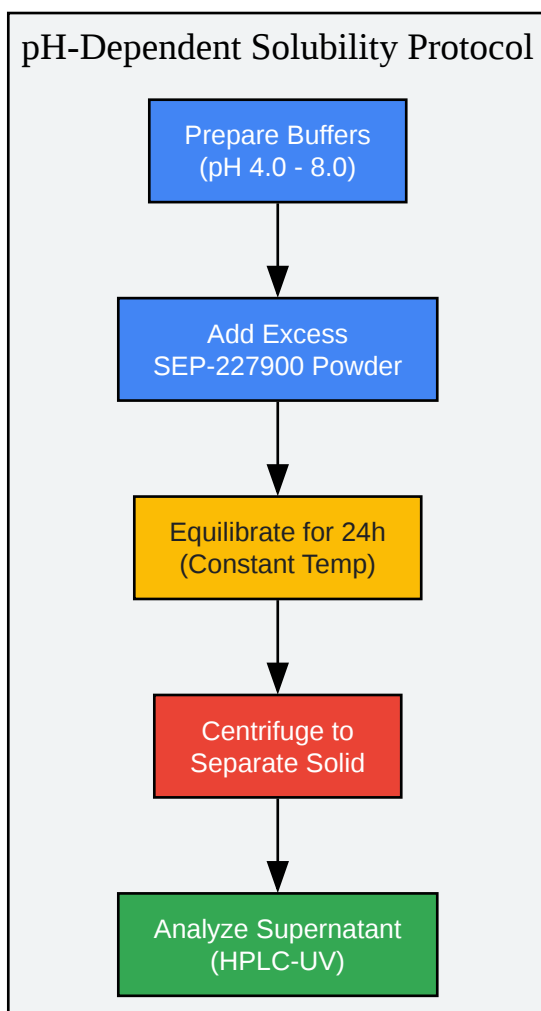 pH-Dependent Solubility Protocol
Prepare Buffers
(pH 4.0 - 8.0)
Add Excess
SEP-227900 Powder
Equilibrate for 24h
(Constant Temp)
Centrifuge to
Separate Solid
Analyze Supernatant
(HPLC-UV)